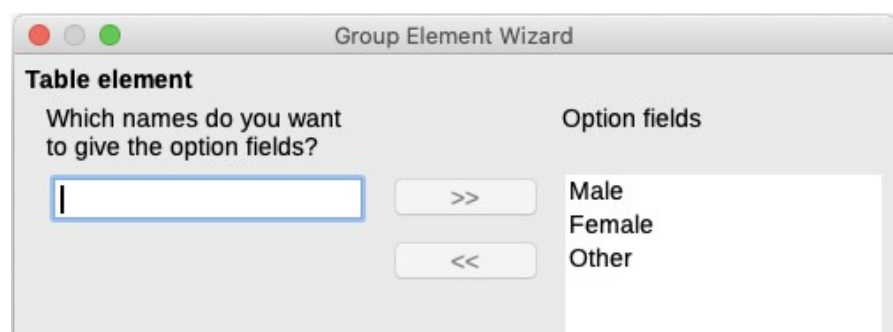 Group Element Wizard
Table element
Which names do you want
to give the option fields?
Option fields
>>
<<
Male
Female
Other